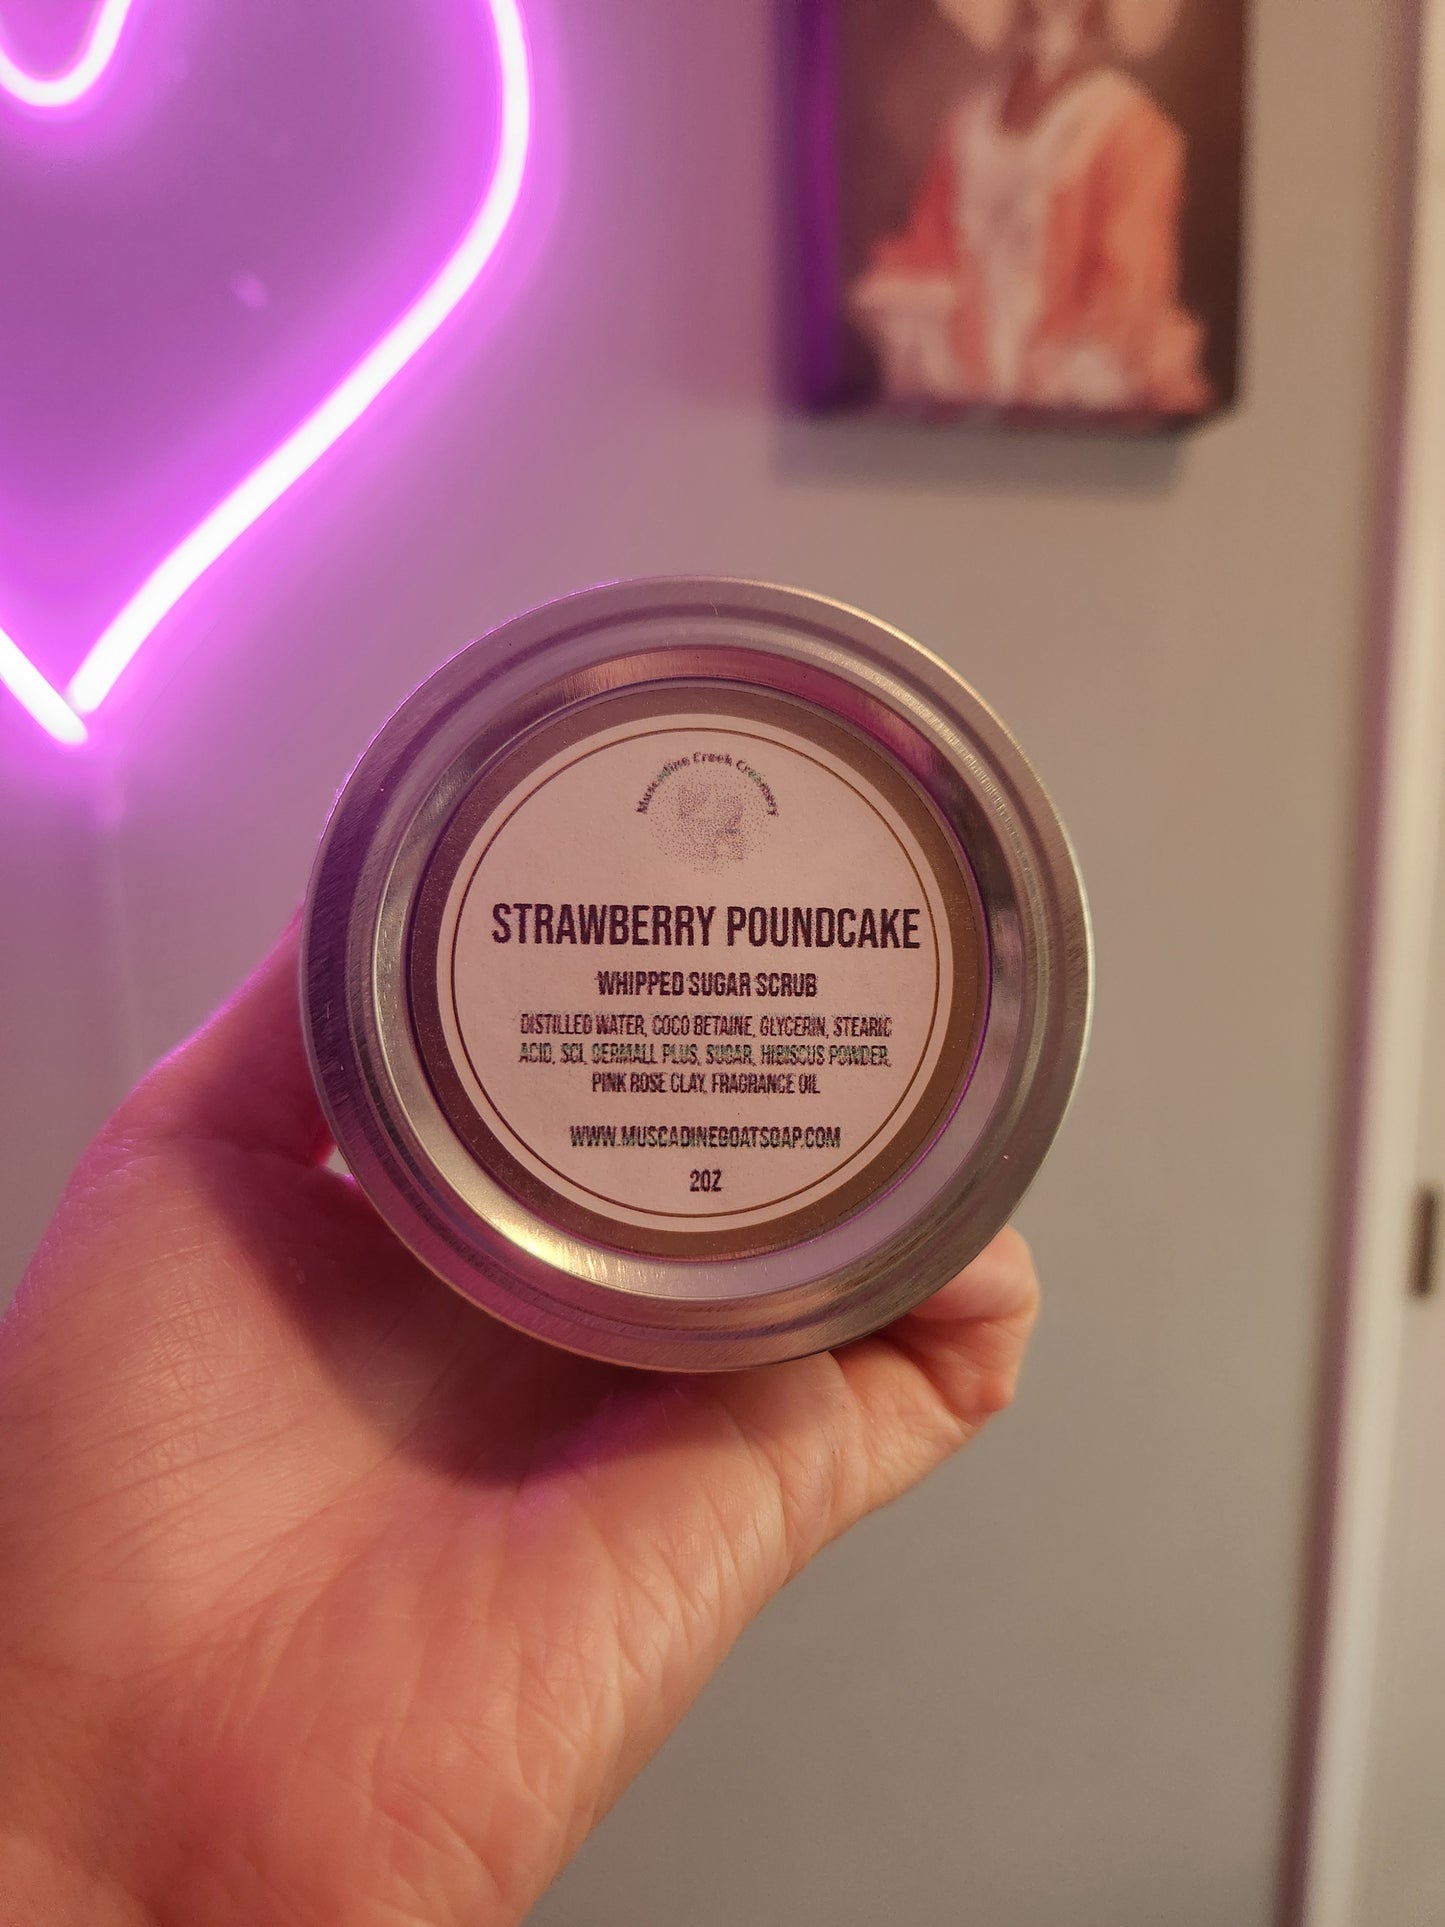 Muscadine Creek Creamery
STRAWBERRY POUNDCAKE
WHIPPED SUGAR SCRUB
DISTILLED WATER, COCO BETAINE, GLYCERIN, STEARIC
ACID, SCI, GERMALL PLUS, SUGAR, HIBISCUS POWDER,
PINK ROSE CLAY, FRAGRANCE OIL
WWW.MUSCADINEGOATSOAP.COM
2OZ